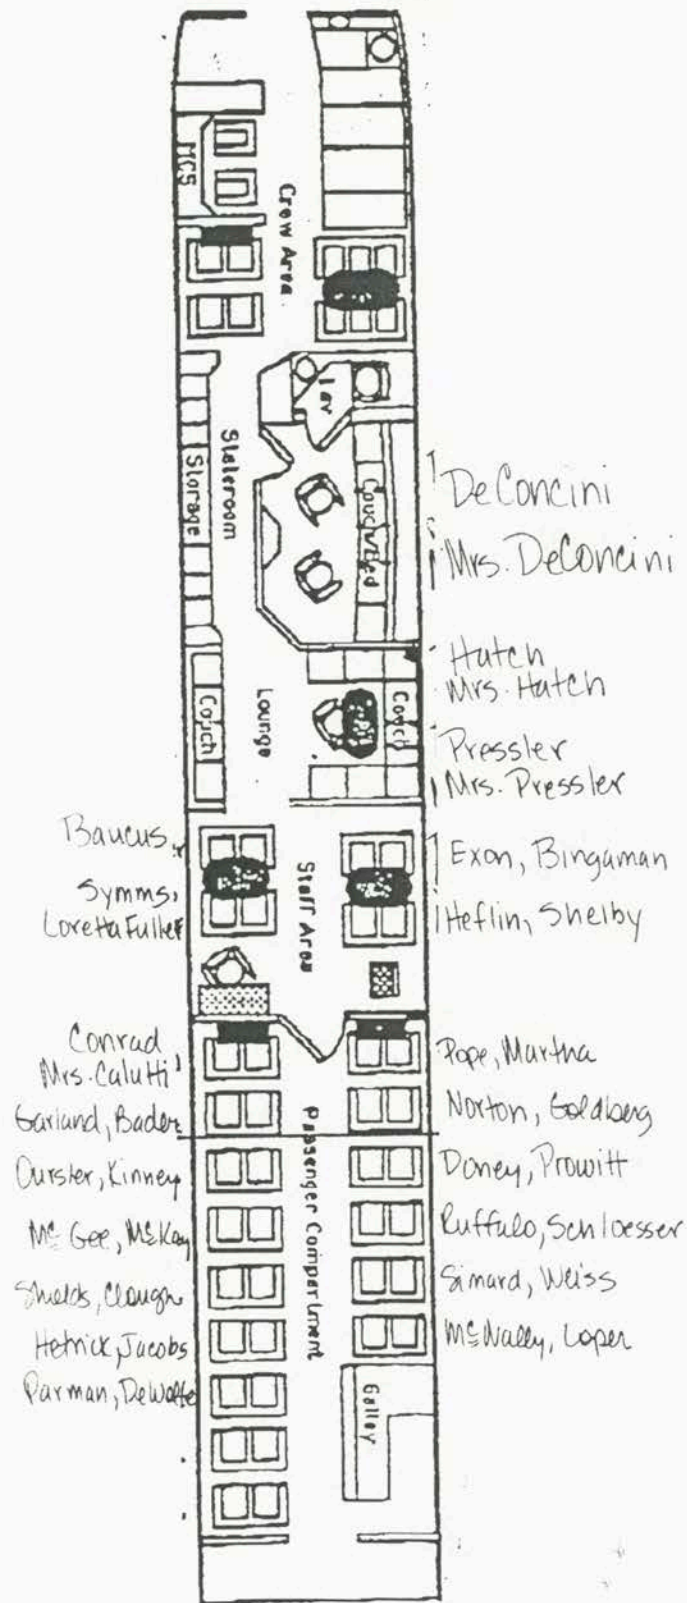 MCS
Crew Area
Lav
Couch/Bed
Stateroom
Storage
DeConcini
Mrs. DeConcini
Hatch
Mrs. Hatch
Lounge
Couch
Couch
Pressler
Mrs. Pressler
Baucus
Exon, Bingaman
Symms,
Loretta Fuller
Staff Area
Heflin, Shelby
Conrad
Mrs. Calutti
Pope, Martha
Garland, Bader
Norton, Goldberg
Passenger Compartment
Oursler, Kinney
Doney, Prowitt
McGee, McKay
Ruffulo, Schloesser
Shields, Clough
Simard, Weiss
Hetrick, Jacobs
McNally, Loper
Parman, DeWolfe
Galley